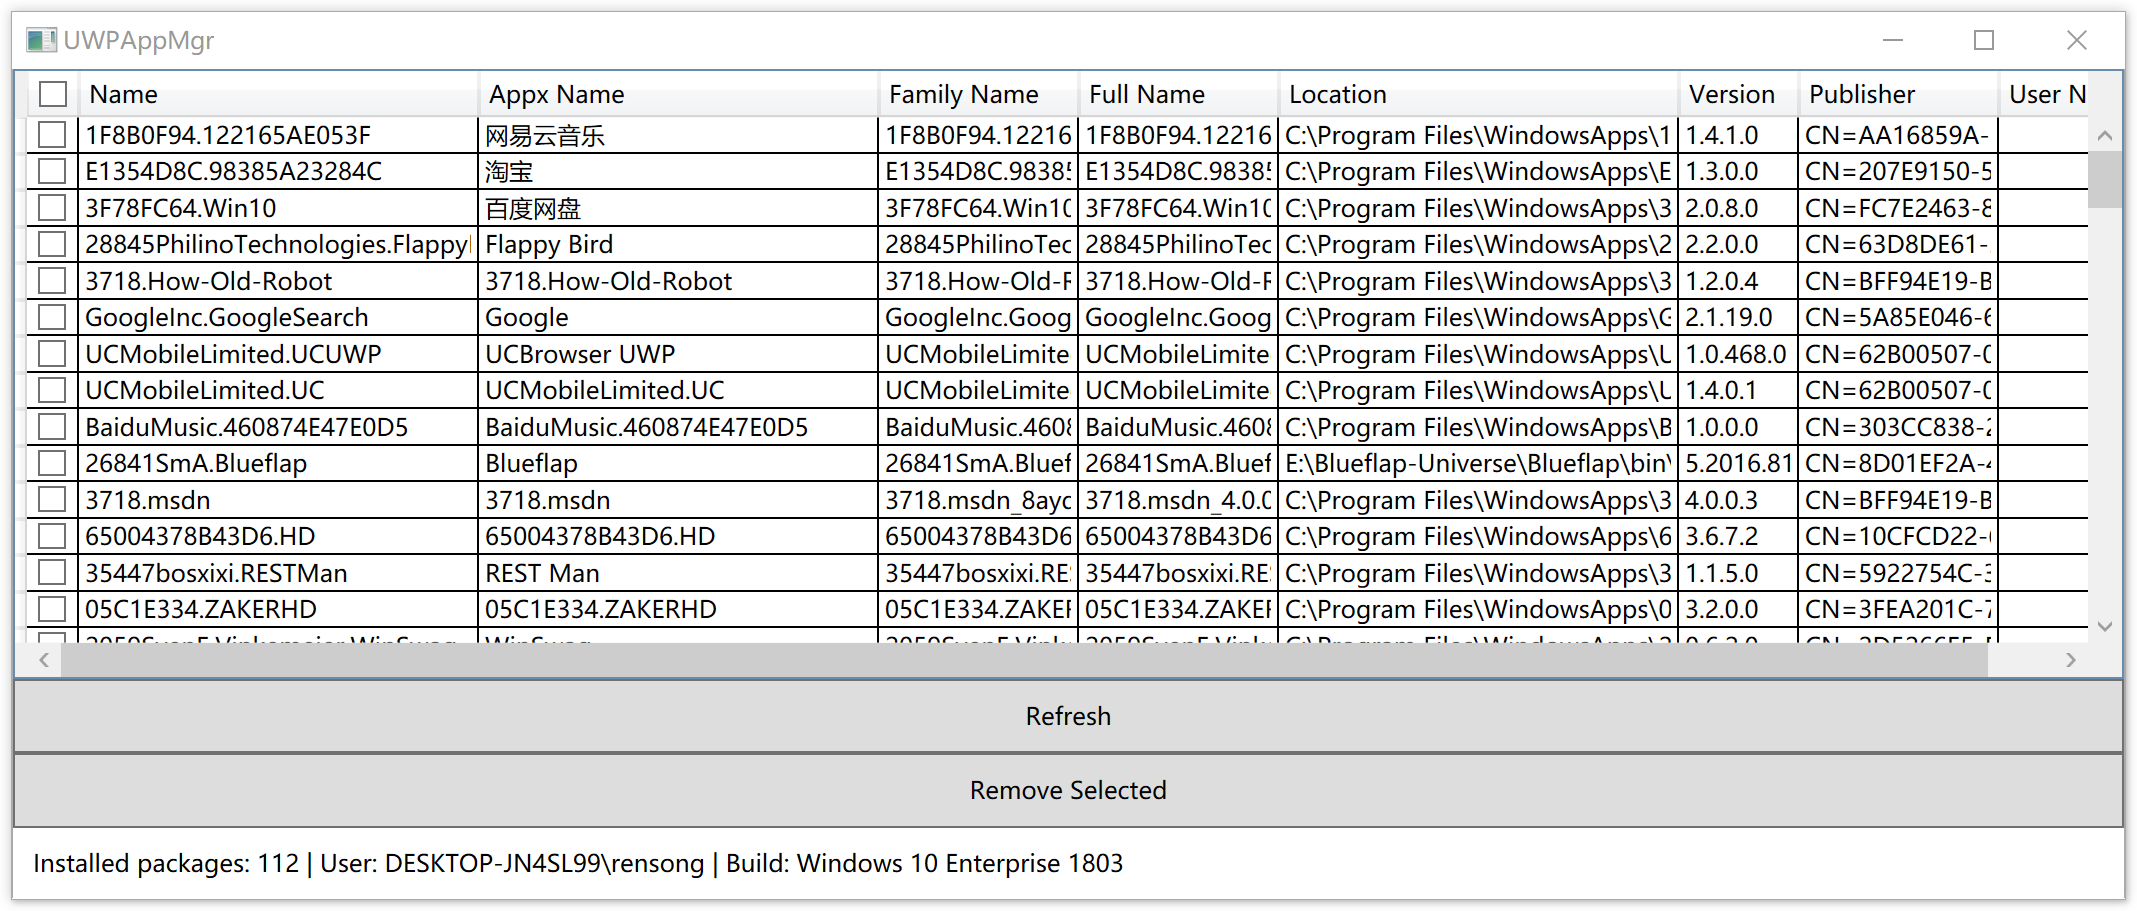 UWPAppMgr
Name Appx Name Family Name Full Name Location Version Publisher User N
1F8B0F94.122165AE053F 网易云音乐 1F8B0F94.12216 1F8B0F94.12216 C:\Program Files\WindowsApps\1 1.4.1.0 CN=AA16859A-
E1354D8C.98385A23284C 淘宝 E1354D8C.98385 E1354D8C.98385 C:\Program Files\WindowsApps\E 1.3.0.0 CN=207E9150-5
3F78FC64.Win10 百度网盘 3F78FC64.Win10 3F78FC64.Win10 C:\Program Files\WindowsApps\3 2.0.8.0 CN=FC7E2463-8
28845PhilinoTechnologies.Flappy Flappy Bird 28845PhilinoTec 28845PhilinoTec C:\Program Files\WindowsApps\2 2.2.0.0 CN=63D8DE61-
3718.How-Old-Robot 3718.How-Old-Robot 3718.How-Old-R 3718.How-Old-R C:\Program Files\WindowsApps\3 1.2.0.4 CN=BFF94E19-B
GoogleInc.GoogleSearch Google GoogleInc.Goog GoogleInc.Goog C:\Program Files\WindowsApps\G 2.1.19.0 CN=5A85E046-6
UCMobileLimited.UCUWP UCBrowser UWP UCMobileLimite UCMobileLimite C:\Program Files\WindowsApps\U 1.0.468.0 CN=62B00507-0
UCMobileLimited.UC UCMobileLimited.UC UCMobileLimite UCMobileLimite C:\Program Files\WindowsApps\U 1.4.0.1 CN=62B00507-0
BaiduMusic.460874E47E0D5 BaiduMusic.460874E47E0D5 BaiduMusic.4608 BaiduMusic.4608 C:\Program Files\WindowsApps\B 1.0.0.0 CN=303CC838-2
26841SmA.Blueflap Blueflap 26841SmA.Bluef 26841SmA.Bluef E:\Blueflap-Universe\Blueflap\bin\ 5.2016.81 CN=8D01EF2A-4
3718.msdn 3718.msdn 3718.msdn_8ayc 3718.msdn_4.0.0 C:\Program Files\WindowsApps\3 4.0.0.3 CN=BFF94E19-B
65004378B43D6.HD 65004378B43D6.HD 65004378B43D6 65004378B43D6 C:\Program Files\WindowsApps\6 3.6.7.2 CN=10CFCD22-
35447bosxixi.RESTMan REST Man 35447bosxixi.RE 35447bosxixi.RE C:\Program Files\WindowsApps\3 1.1.5.0 CN=5922754C-3
05C1E334.ZAKERHD 05C1E334.ZAKERHD 05C1E334.ZAKER 05C1E334.ZAKER C:\Program Files\WindowsApps\0 3.2.0.0 CN=3FEA201C-7
Refresh
Remove Selected
Installed packages: 112 | User: DESKTOP-JN4SL99\rensong | Build: Windows 10 Enterprise 1803